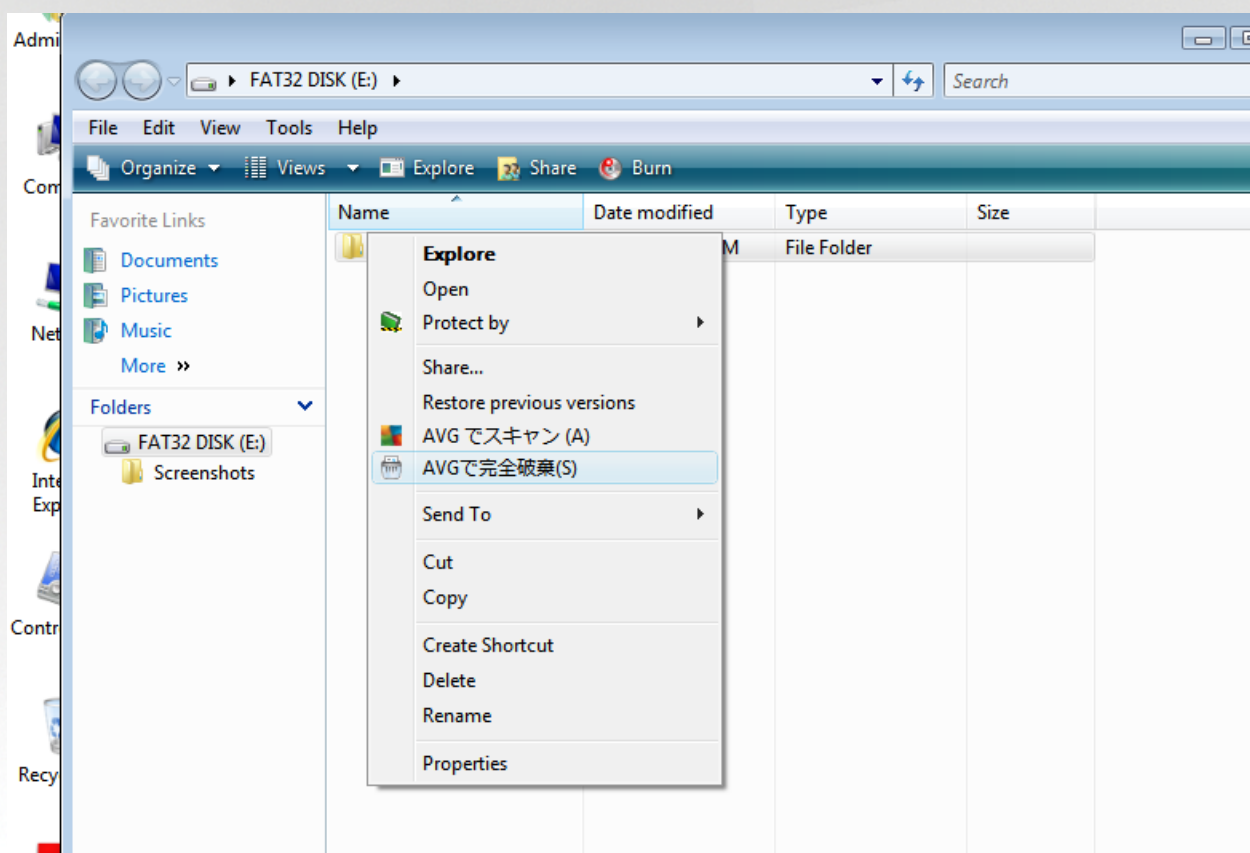 Admi
FAT32 DISK (E:)
Search
File Edit View Tools Help
Organize Views Explore Share Burn
Com
Favorite Links
Name Date modified Type Size
Documents
M File Folder
Explore
Pictures
Open
Music
Protect by
Net
More »
Share...
Folders
Restore previous versions
FAT32 DISK (E:)
AVG でスキャン (A)
Screenshots
AVGで完全破棄(S)
Inte
Exp
Send To
Cut
Copy
Contr
Create Shortcut
Delete
Rename
Properties
Recy